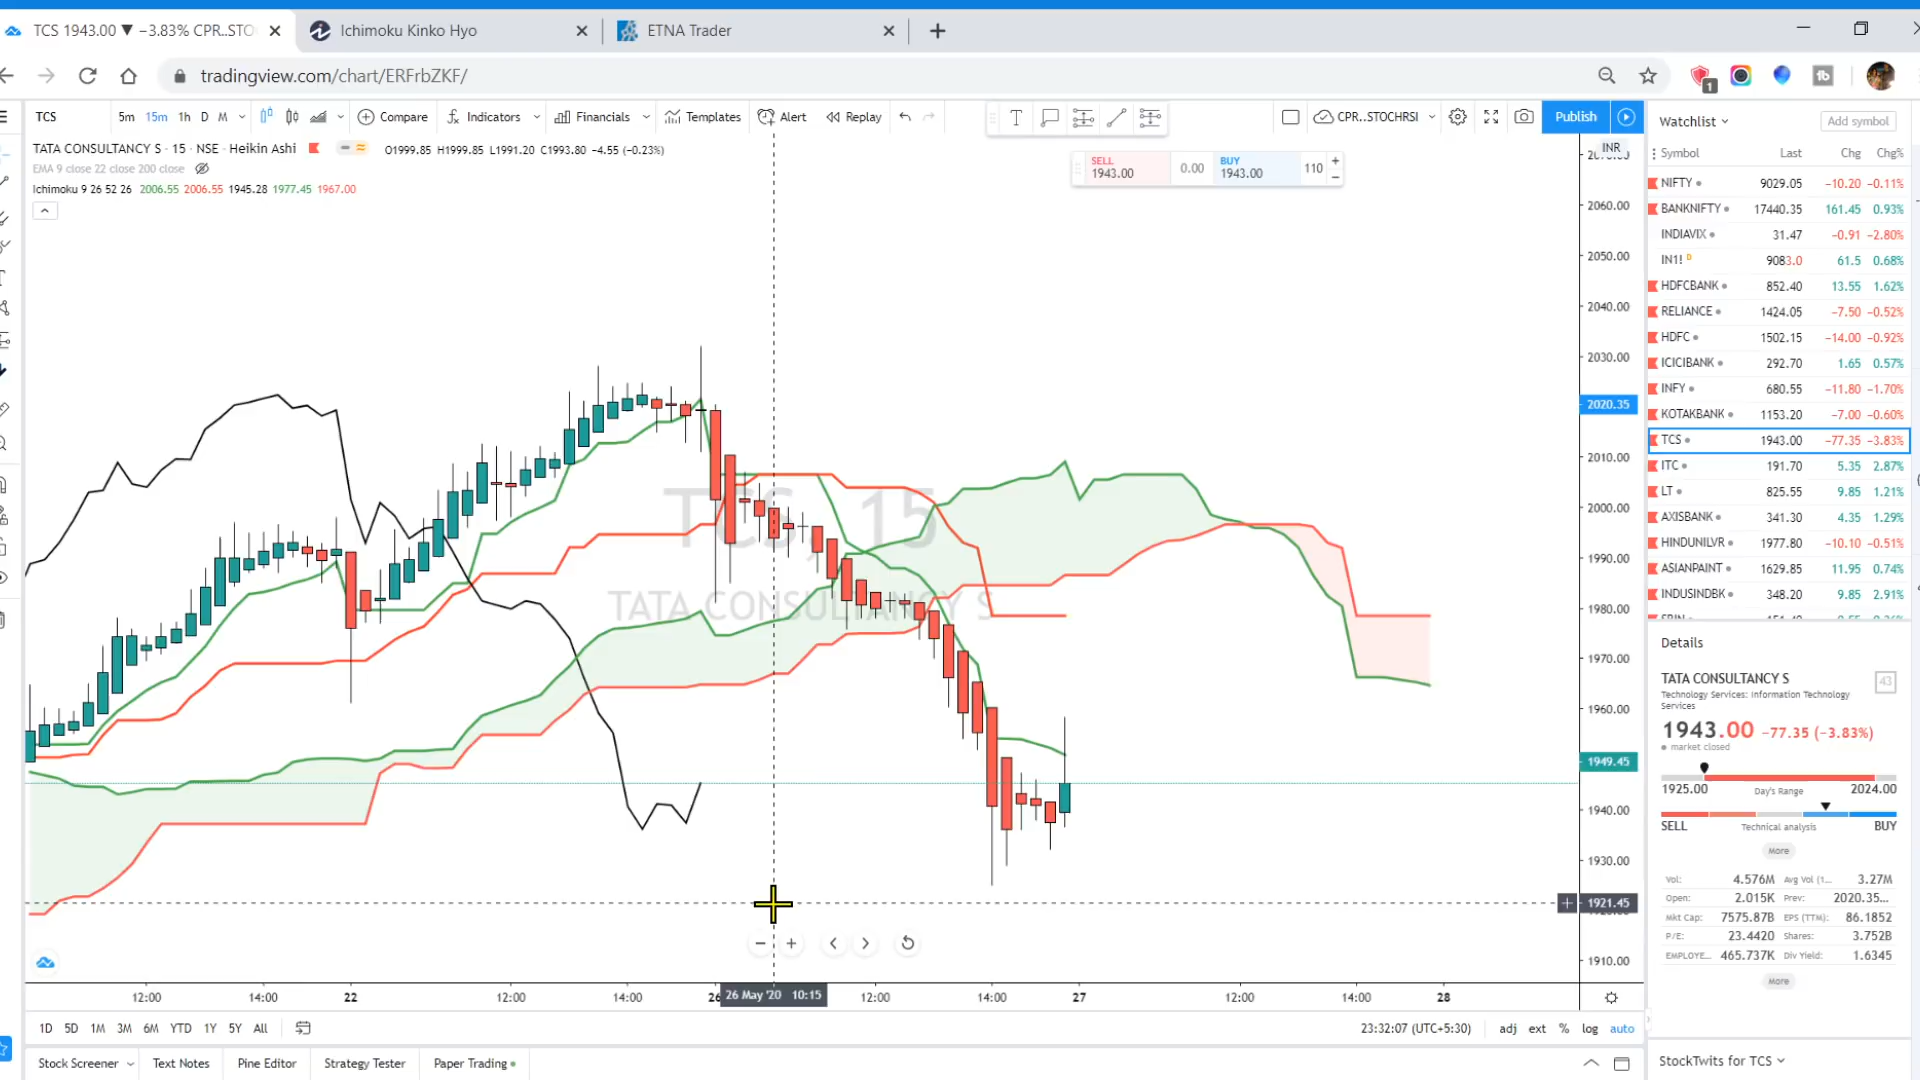 TCS 1943.00 ▼ −3.83% CPR..STO
Ichimoku Kinko Hyo
ETNA Trader
tradingview.com/chart/ERFrbZKF/
TCS 5m 15m 1h D M Compare Indicators Financials Templates Alert Replay CPR..STOCHRSI Publish
TATA CONSULTANCY S · 15 · NSE · Heikin Ashi O1999.85 H1999.85 L1991.20 C1993.80 −4.55 (−0.23%)
EMA 9 close 22 close 200 close
Ichimoku 9 26 52 26 2006.55 2006.55 1945.28 1977.45 1967.00
SELL 1943.00 0.00 BUY 1943.00 110
INR
2060.00
2050.00
2040.00
2030.00
2020.35
2010.00
2000.00
1990.00
1980.00
1970.00
1960.00
1949.45
1940.00
1930.00
1921.45
1910.00
TCS, 15
TATA CONSULTANCY S
12:00 14:00 22 12:00 14:00 26 26 May '20 10:15 12:00 14:00 27 12:00 14:00 28
1D 5D 1M 3M 6M YTD 1Y 5Y All
23:32:07 (UTC+5:30) adj ext % log auto
Stock Screener Text Notes Pine Editor Strategy Tester Paper Trading
Watchlist Add symbol
Symbol Last Chg Chg%
NIFTY 9029.05 −10.20 −0.11%
BANKNIFTY 17440.35 161.45 0.93%
INDIAVIX 31.47 −0.91 −2.80%
IN1! D 9083.0 61.5 0.68%
HDFCBANK 852.40 13.55 1.62%
RELIANCE 1424.05 −7.50 −0.52%
HDFC 1502.15 −14.00 −0.92%
ICICIBANK 292.70 1.65 0.57%
INFY 680.55 −11.80 −1.70%
KOTAKBANK 1153.20 −7.00 −0.60%
TCS 1943.00 −77.35 −3.83%
ITC 191.70 5.35 2.87%
LT 825.55 9.85 1.21%
AXISBANK 341.30 4.35 1.29%
HINDUNILVR 1977.80 −10.10 −0.51%
ASIANPAINT 1629.85 11.95 0.74%
INDUSINDBK 348.20 9.85 2.91%
Details
TATA CONSULTANCY S 43
Technology Services: Information Technology
Services
1943.00 −77.35 (−3.83%)
market closed
1925.00 Day's Range 2024.00
SELL Technical analysis BUY
More
Vol: 4.576M Avg Vol (1... 3.27M
Open: 2.015K Prev: 2020.35...
Mkt Cap: 7575.87B EPS (TTM): 86.1852
P/E: 23.4420 Shares: 3.752B
EMPLOYE... 465.737K Div Yield: 1.6345
More
StockTwits for TCS